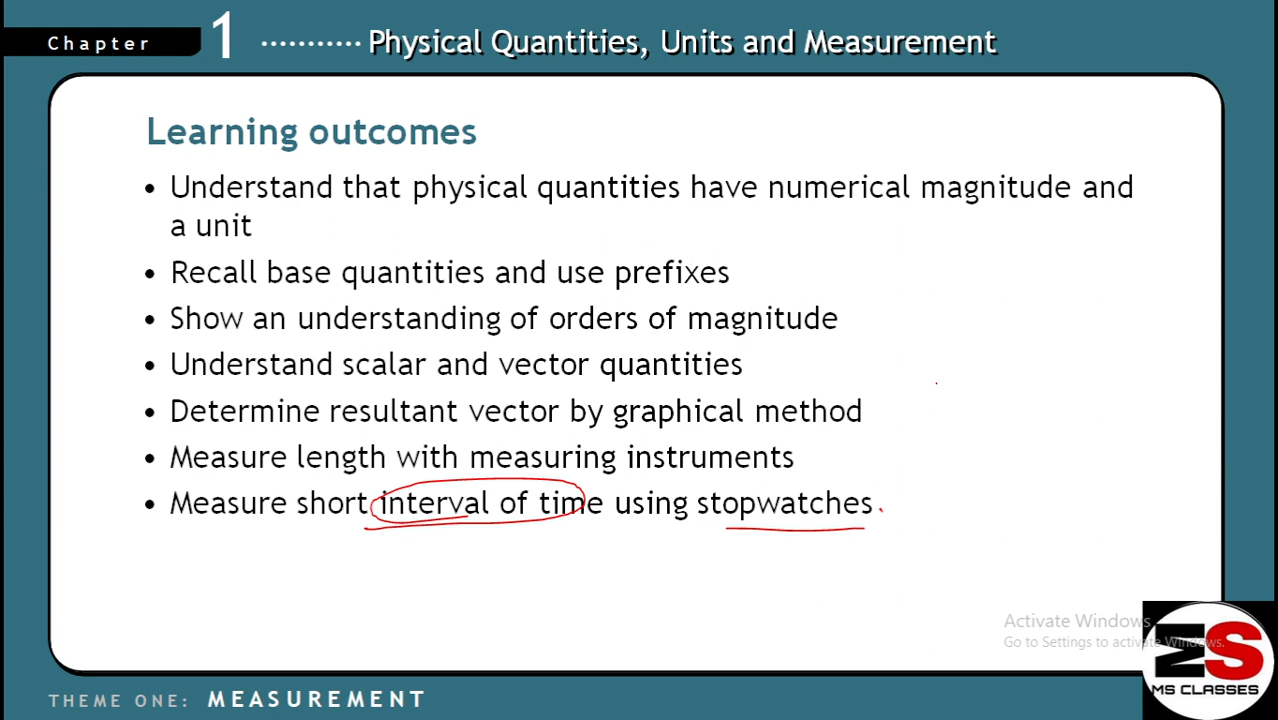 Chapter 1 ........... Physical Quantities, Units and Measurement
Learning outcomes
• Understand that physical quantities have numerical magnitude and
a unit
• Recall base quantities and use prefixes
• Show an understanding of orders of magnitude
• Understand scalar and vector quantities
• Determine resultant vector by graphical method
• Measure length with measuring instruments
• Measure short interval of time using stopwatches
Activate Windows
Go to Settings to activate Windows.
MS CLASSES
THEME ONE: MEASUREMENT